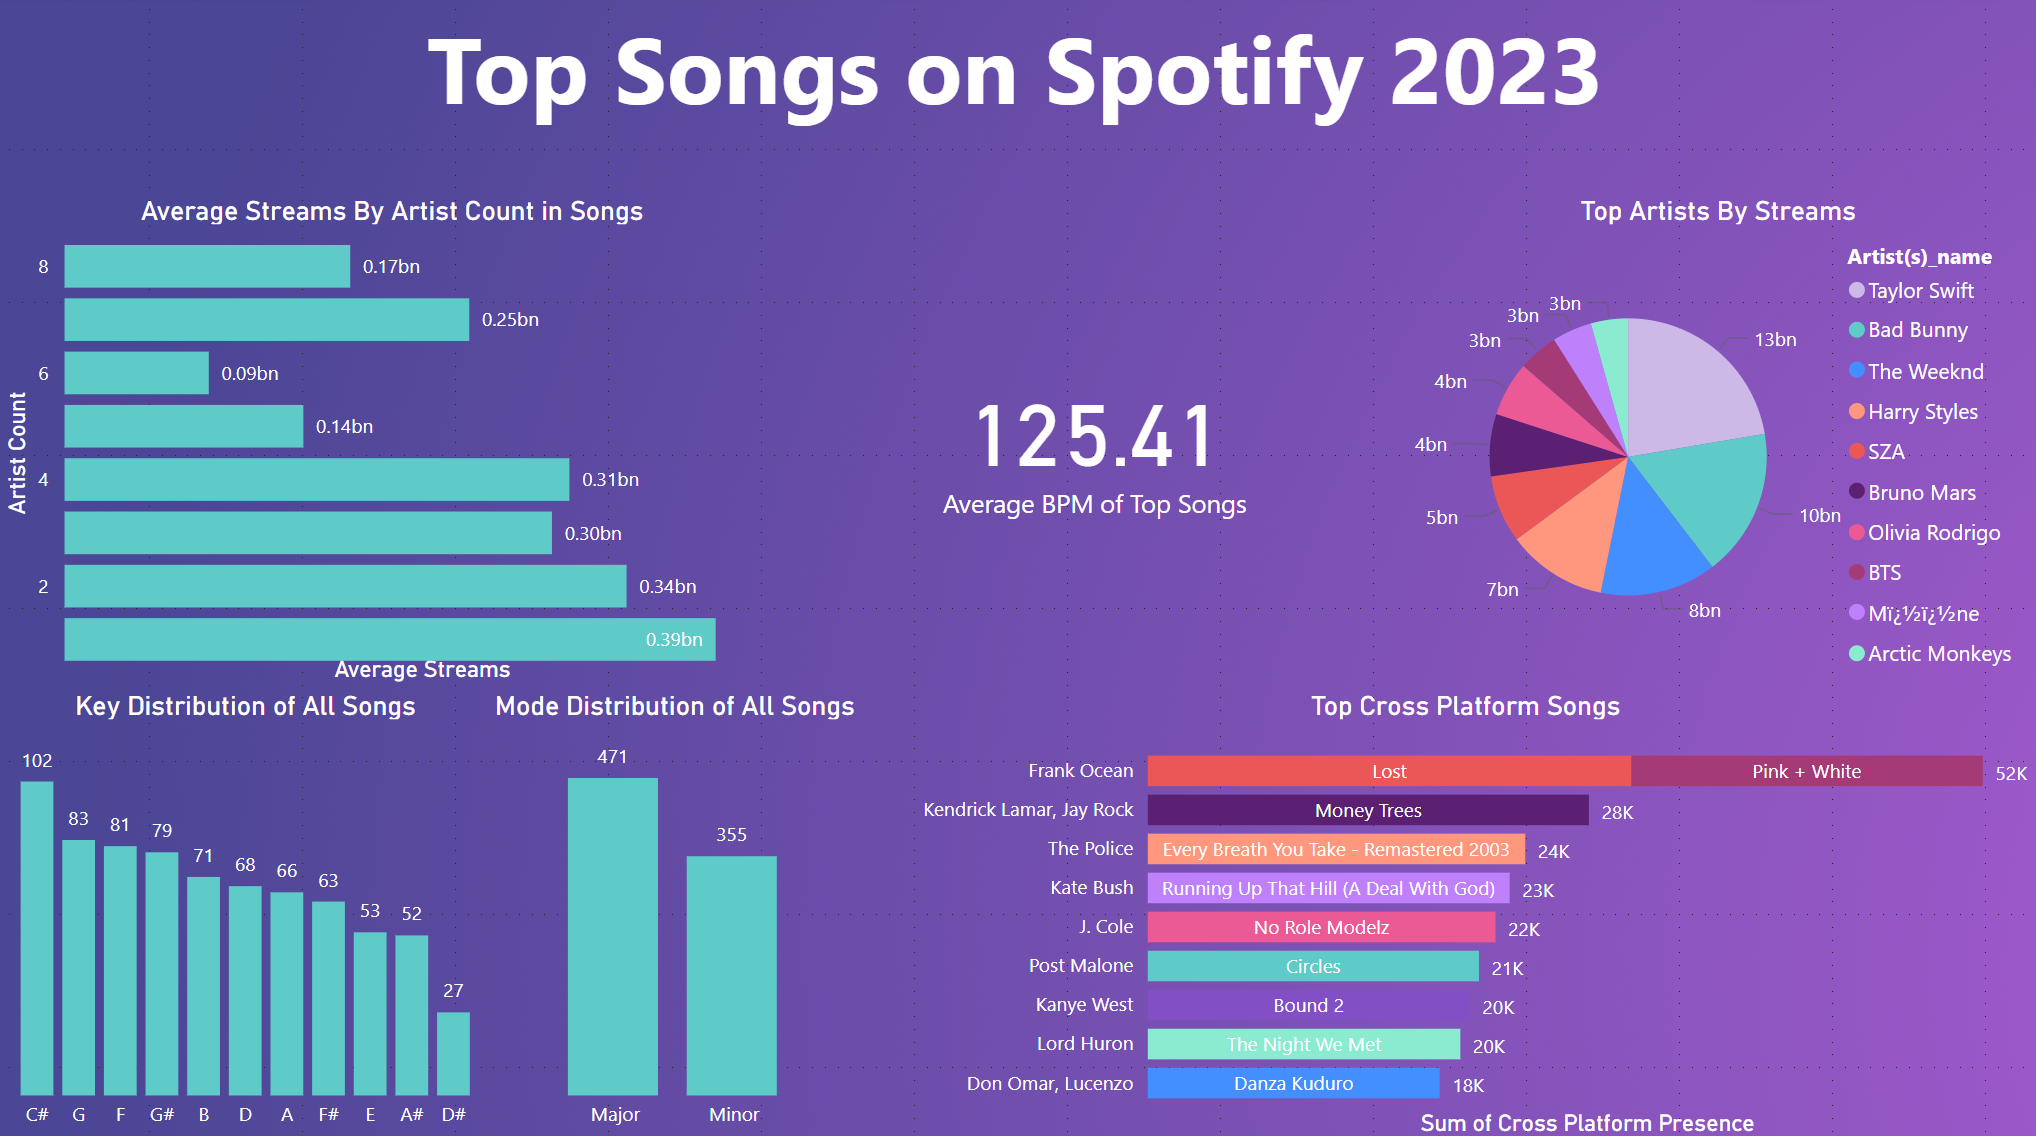 Top Songs on Spotify 2023
Average Streams By Artist Count in Songs
Artist Count
8
0.17bn
0.25bn
6
0.09bn
0.14bn
4
0.31bn
0.30bn
2
0.34bn
0.39bn
Average Streams
125.41
Average BPM of Top Songs
Top Artists By Streams
13bn
10bn
8bn
7bn
5bn
4bn
4bn
3bn
3bn
3bn
Artist(s)_name
Taylor Swift
Bad Bunny
The Weeknd
Harry Styles
SZA
Bruno Mars
Olivia Rodrigo
BTS
Mï¿½ï¿½ne
Arctic Monkeys
Key Distribution of All Songs
102
83
81
79
71
68
66
63
53
52
27
C# G F G# B D A F# E A# D#
Mode Distribution of All Songs
471
355
Major Minor
Top Cross Platform Songs
Frank Ocean Lost Pink + White 52K
Kendrick Lamar, Jay Rock Money Trees 28K
The Police Every Breath You Take - Remastered 2003 24K
Kate Bush Running Up That Hill (A Deal With God) 23K
J. Cole No Role Modelz 22K
Post Malone Circles 21K
Kanye West Bound 2 20K
Lord Huron The Night We Met 20K
Don Omar, Lucenzo Danza Kuduro 18K
Sum of Cross Platform Presence